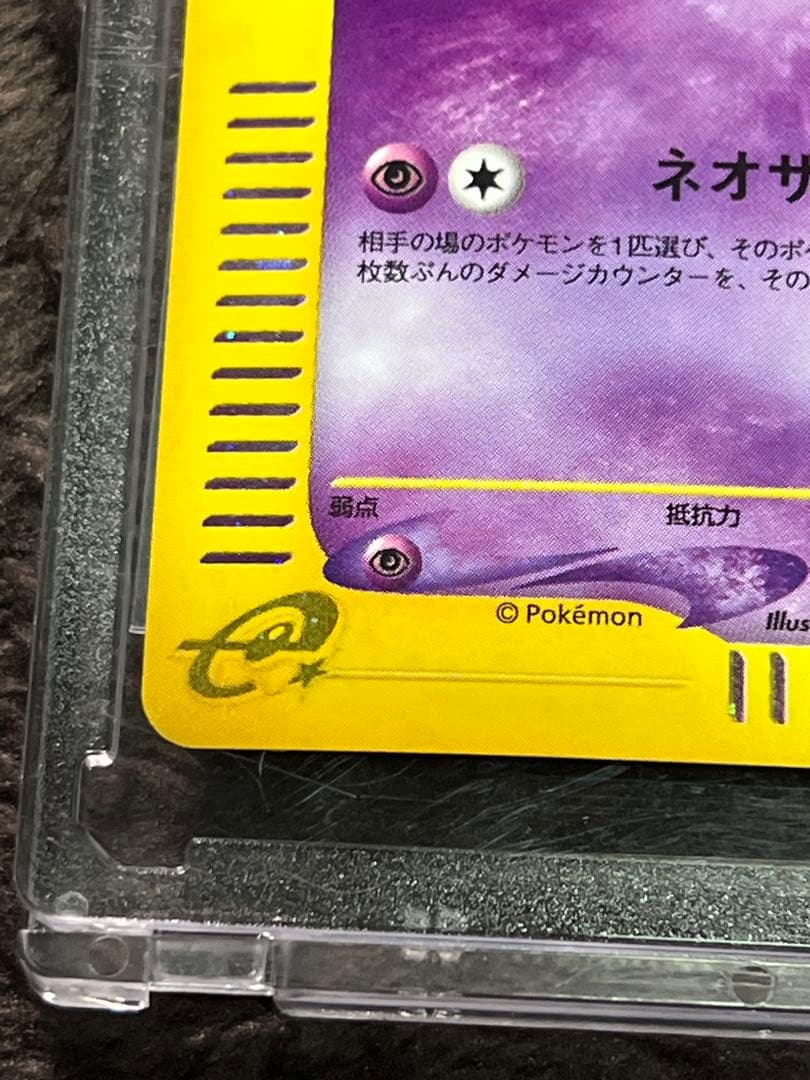 ネオサ
相手の場のポケモンを1匹選び、そのポ
枚数ぶんのダメージカウンターを、その
弱点
抵抗力
© Pokémon
Illus
e